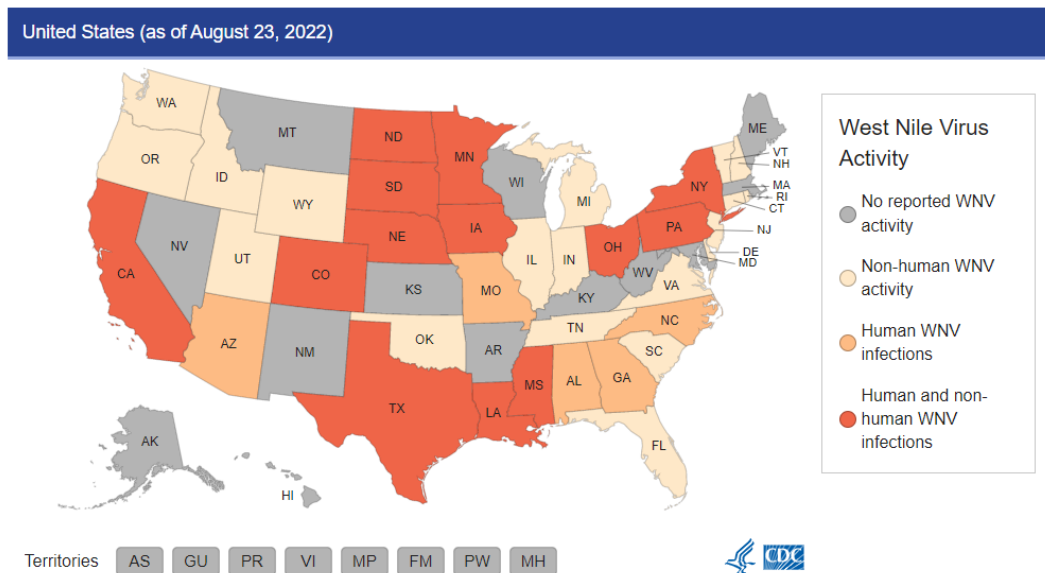 United States (as of August 23, 2022)
WA
OR
CA
NV
ID
MT
WY
UT
AZ
CO
NM
ND
SD
NE
KS
OK
TX
MN
IA
MO
AR
LA
WI
IL
MI
IN
OH
KY
TN
MS
AL
GA
FL
SC
NC
VA
WV
PA
NY
ME
VT
NH
MA
RI
CT
NJ
DE
MD
AK
HI
West Nile Virus
Activity
No reported WNV
activity
Non-human WNV
activity
Human WNV
infections
Human and non-
human WNV
infections
Territories AS GU PR VI MP FM PW MH
CDC